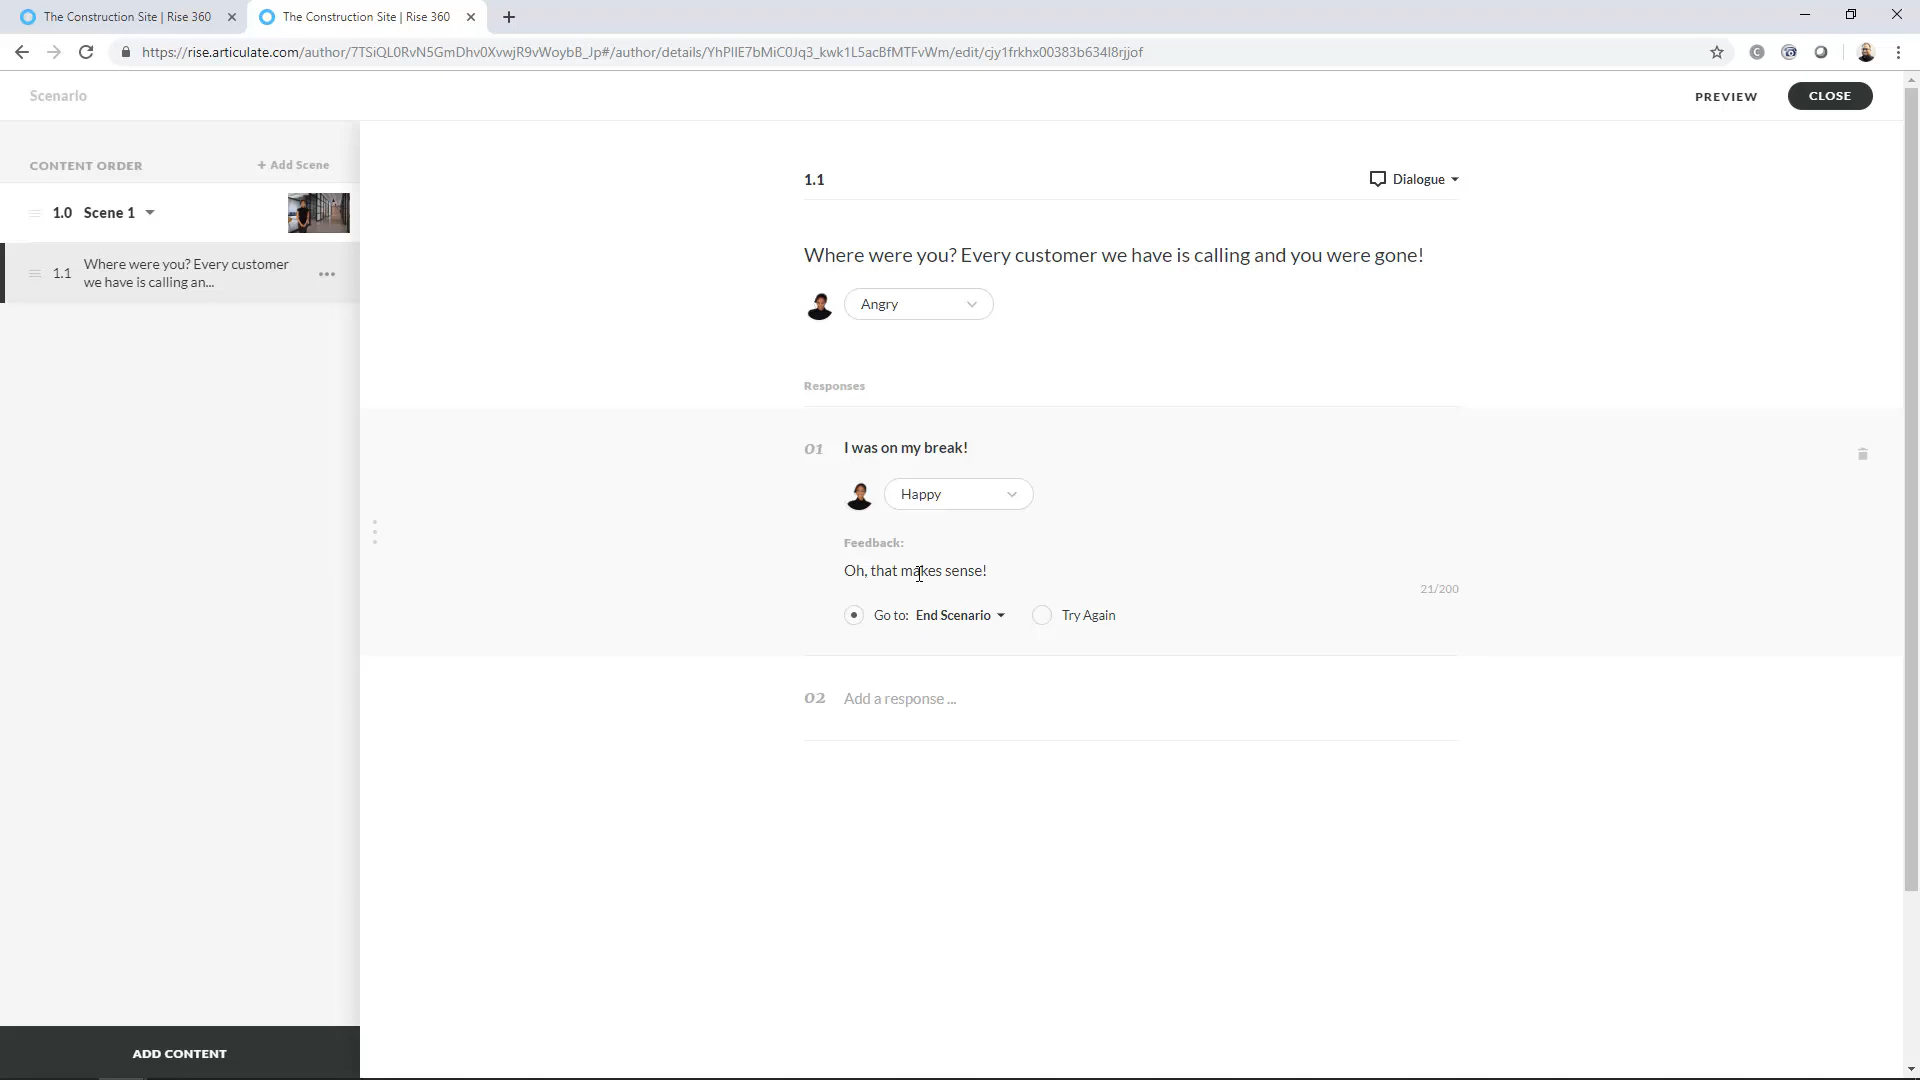 The Construction Site | Rise 360
The Construction Site | Rise 360
https://rise.articulate.com/author/7TSiQL0RvN5GmDhv0XvwjR9vWoybB_Jp#/author/details/YhPIlE7bMiC0Jq3_kwk1L5acBfMTFvWm/edit/cjy1frkhx00383b634l8rjjof
Scenario
PREVIEW
CLOSE
CONTENT ORDER
+ Add Scene
1.0 Scene 1
1.1 Where were you? Every customer
we have is calling an...
ADD CONTENT
1.1
Dialogue
Where were you? Every customer we have is calling and you were gone!
Angry
Responses
01 I was on my break!
Happy
Feedback:
Oh, that makes sense!
21/200
Go to: End Scenario
Try Again
02 Add a response ...